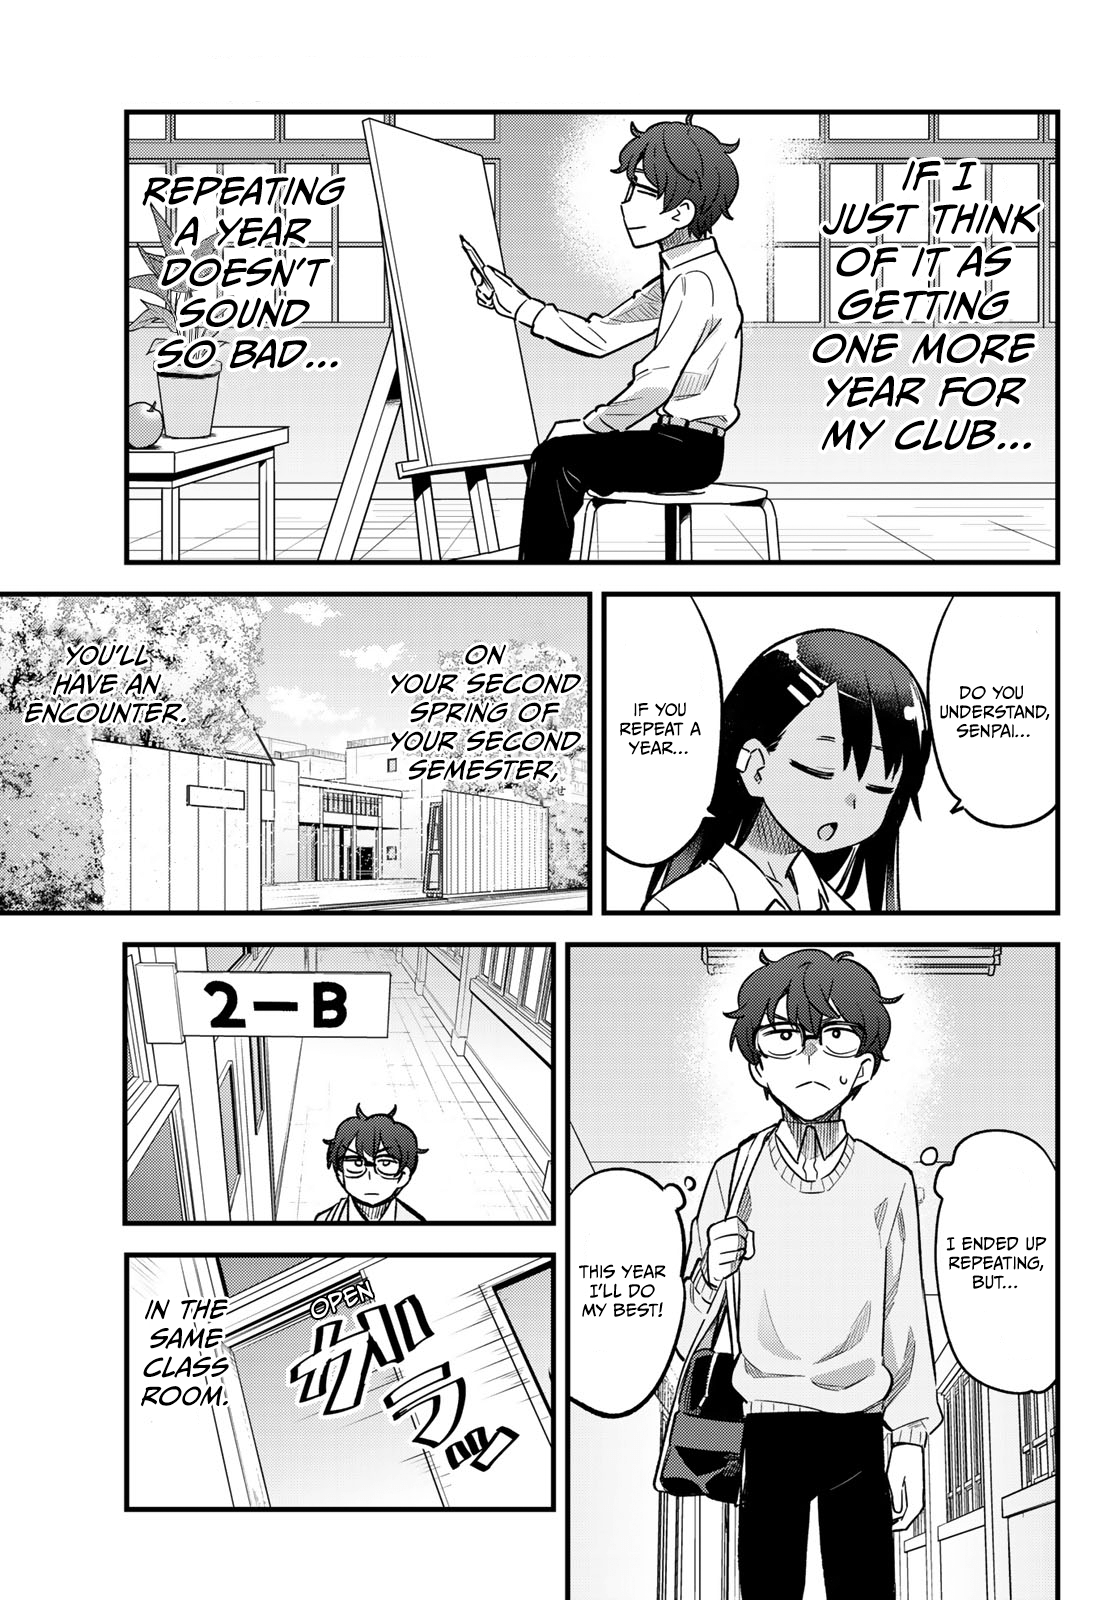 IF I
JUST THINK
OF IT AS
GETTING
ONE MORE
YEAR FOR
MY CLUB...
REPEATING
A YEAR
DOESN'T
SOUND
SO BAD...
DO YOU
UNDERSTAND,
SENPAI...
IF YOU
REPEAT A
YEAR...
ON
YOUR SECOND
SPRING OF
YOUR SECOND
SEMESTER,
YOU'LL
HAVE AN
ENCOUNTER.
I ENDED UP
REPEATING,
BUT...
THIS YEAR
I'LL DO
MY BEST!
2-B
OPEN
ガラッ
IN THE
SAME
CLASS
ROOM.